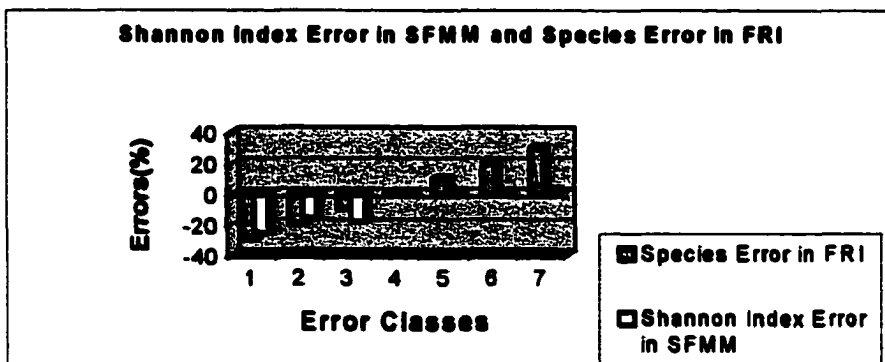 Shannon Index Error in SFMM and Species Error in FRI
Errors(%)
40
20
0
-20
-40
1 2 3 4 5 6 7
Error Classes
Species Error in FRI
Shannon Index Error
in SFMM